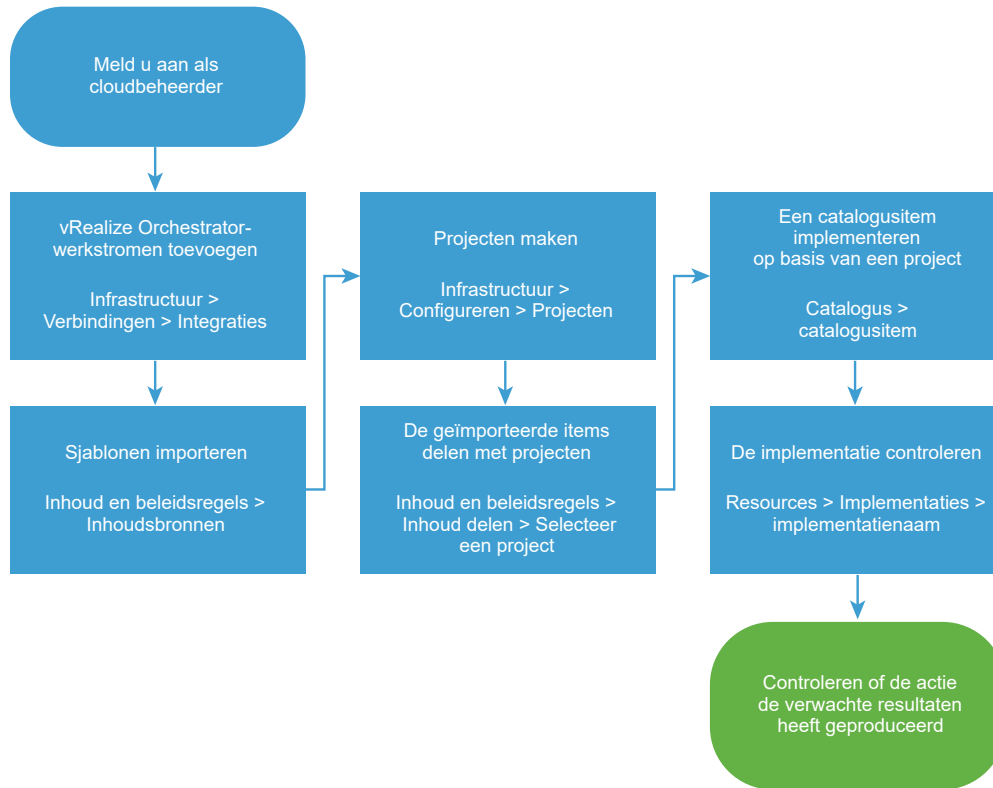 Meld u aan als
cloudbeheerder
vRealize Orchestrator-
werkstromen toevoegen
Infrastructuur >
Verbindingen > Integraties
Sjablonen importeren
Inhoud en beleidsregels >
Inhoudsbronnen
Projecten maken
Infrastructuur >
Configureren > Projecten
De geïmporteerde items
delen met projecten
Inhoud en beleidsregels >
Inhoud delen > Selecteer
een project
Een catalogusitem
implementeren
op basis van een project
Catalogus >
catalogusitem
De implementatie controleren
Resources > Implementaties >
implementatienaam
Controleren of de actie
de verwachte resultaten
heeft geproduceerd